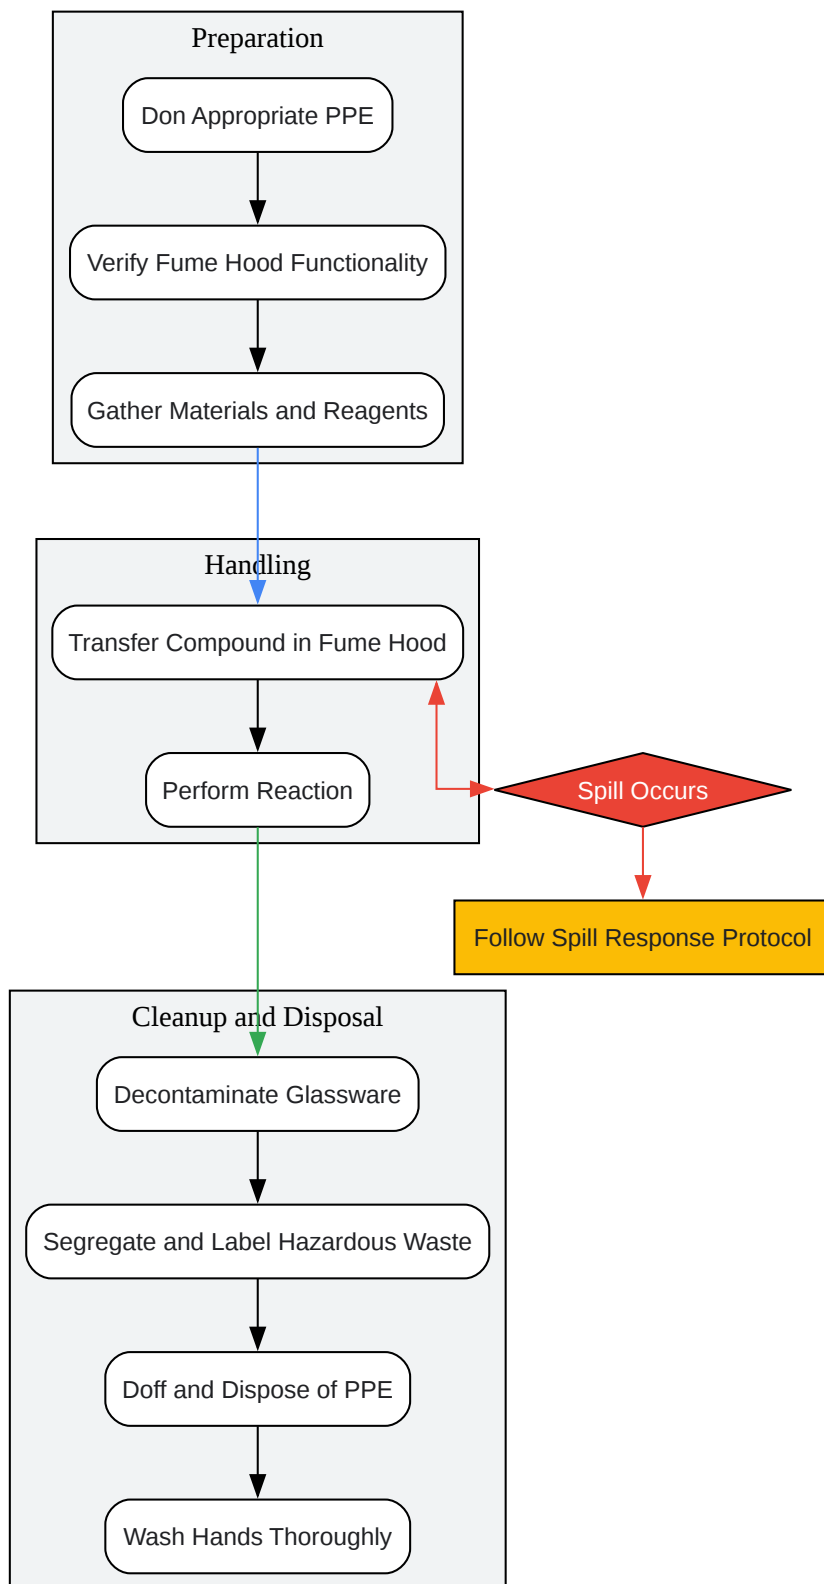 Preparation
Don Appropriate PPE
Verify Fume Hood Functionality
Gather Materials and Reagents
Handling
Transfer Compound in Fume Hood
Perform Reaction
Spill Occurs
Follow Spill Response Protocol
Cleanup and Disposal
Decontaminate Glassware
Segregate and Label Hazardous Waste
Doff and Dispose of PPE
Wash Hands Thoroughly